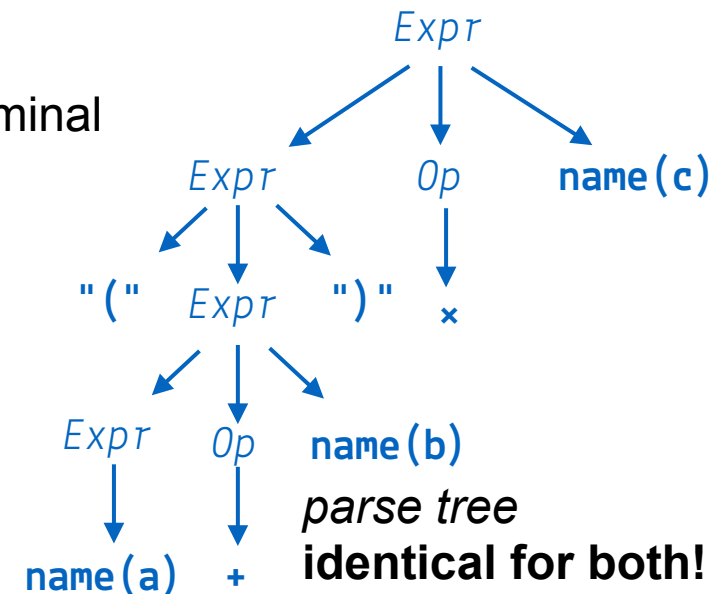 Expr
minal
Expr Op name(c)
"(" Expr ")" ×
Expr Op name(b)
parse tree
name(a) + identical for both!